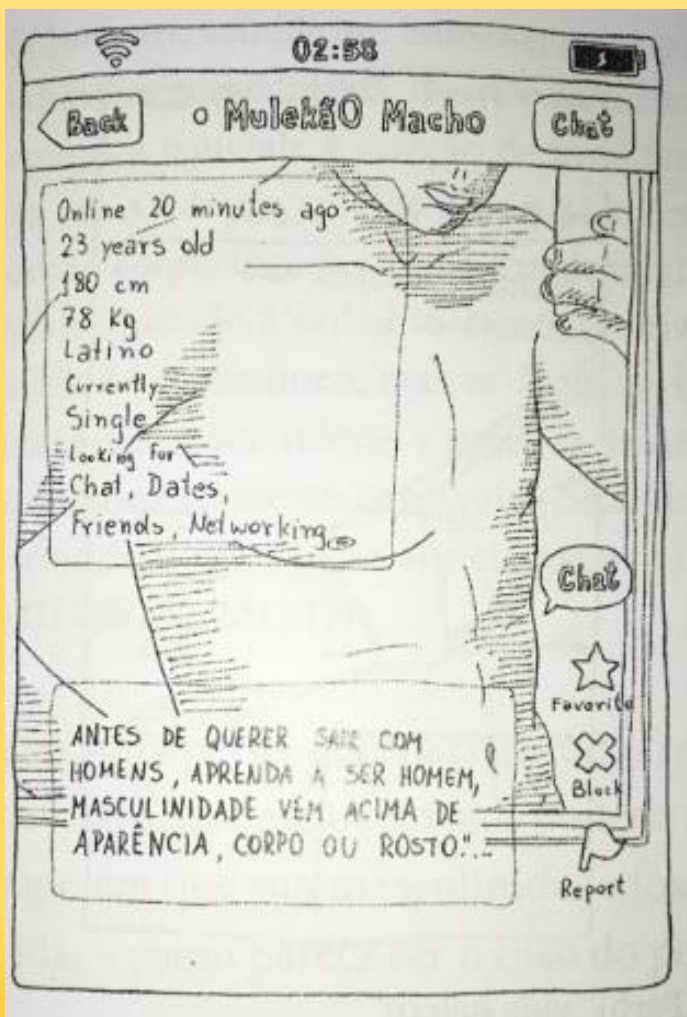 02:58
Back
o MulekãO Macho
Chat
Online 20 minutes ago
23 years old
180 cm
78 Kg
Latino
Currently
Single
Looking for
Chat, Dates,
Friends, Networking
Chat
Favorite
Block
Report
ANTES DE QUERER SAIR COM
HOMENS, APRENDA A SER HOMEM,
MASCULINIDADE VEM ACIMA DE
APARÊNCIA, CORPO OU ROSTO."...